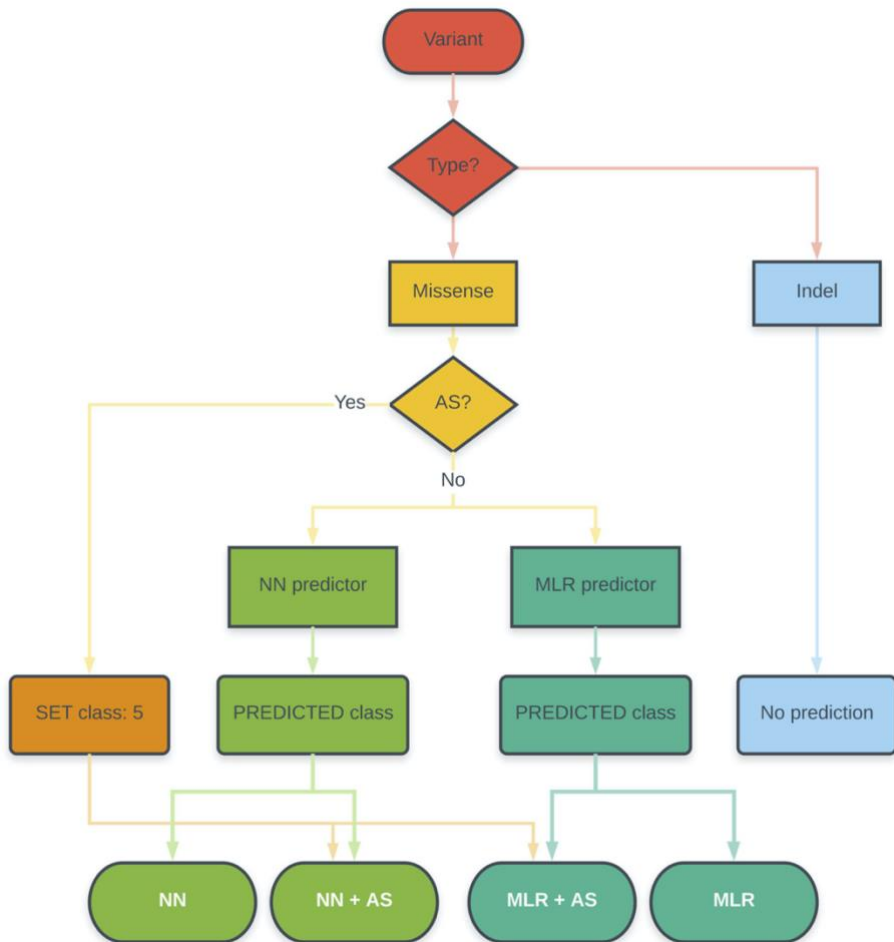 Variant
Type?
Missense
Indel
Yes
AS?
No
NN predictor
MLR predictor
SET class: 5
PREDICTED class
PREDICTED class
No prediction
NN
NN + AS
MLR + AS
MLR